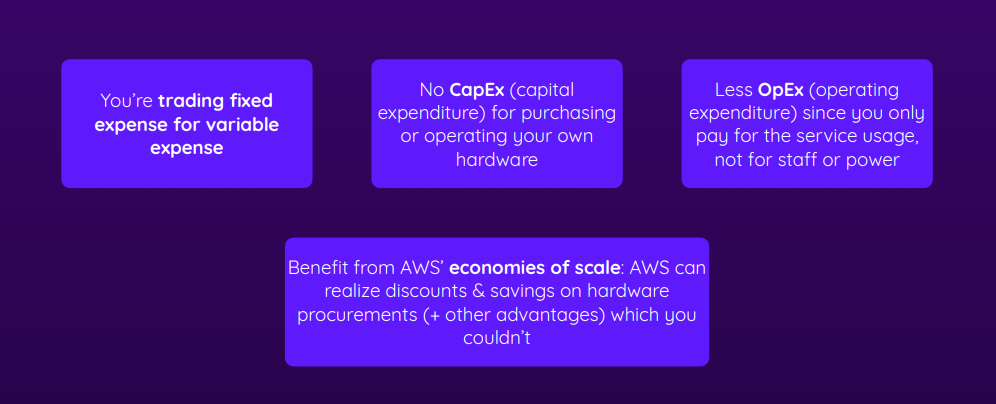 You're trading fixed
expense for variable
expense
No CapEx (capital
expenditure) for purchasing
or operating your own
hardware
Less OpEx (operating
expenditure) since you only
pay for the service usage,
not for staff or power
Benefit from AWS' economies of scale: AWS can
realize discounts & savings on hardware
procurements (+ other advantages) which you
couldn't